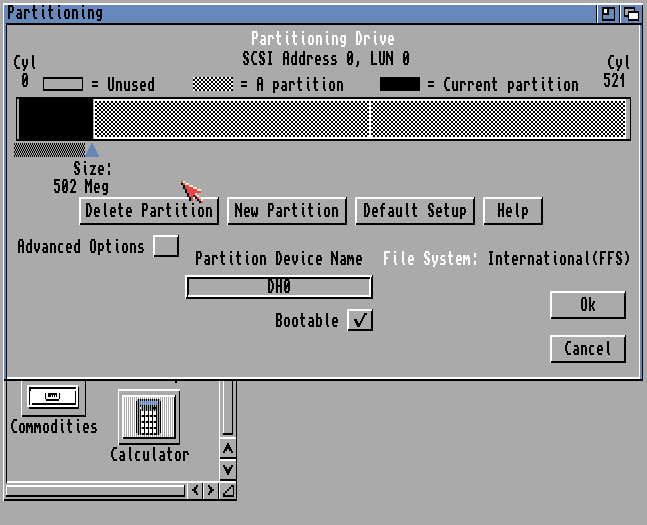 Partitioning
Partitioning Drive
SCSI Address 0, LUN 0
Cyl
0
= Unused
= A partition
= Current partition
Cyl
521
Size:
502 Meg
Delete Partition
New Partition
Default Setup
Help
Advanced Options
Partition Device Name
File System: International(FFS)
DH0
Ok
Bootable
Cancel
Commodities
Calculator